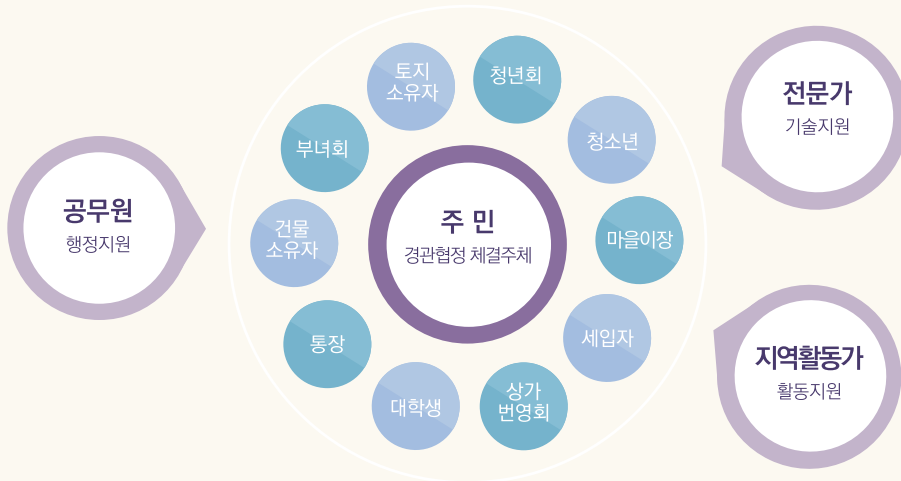 공무원
행정지원
주 민
경관협정 체결주체
토지
소유자
청년회
청소년
마을이장
세입자
상가
번영회
대학생
통장
건물
소유자
부녀회
전문가
기술지원
지역활동가
활동지원